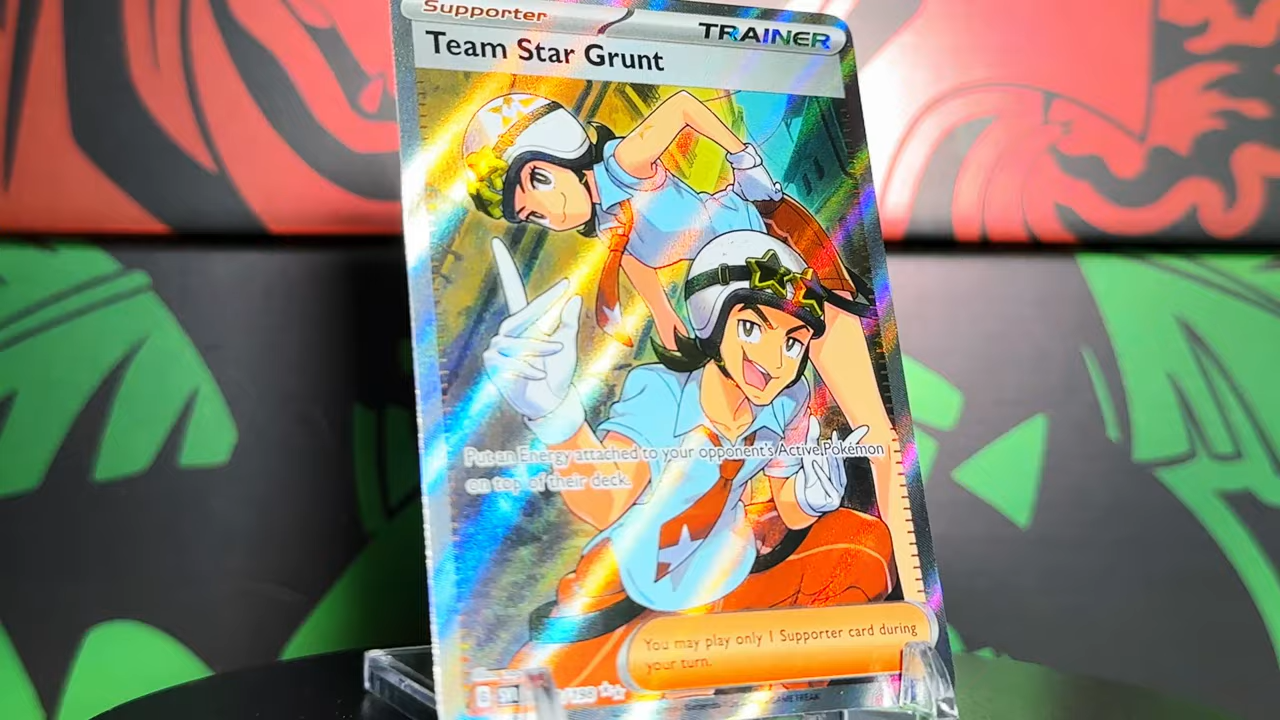 Supporter
TRAINER
Team Star Grunt
Put an Energy attached to your opponent's Active Pokémon
on top of their deck.
You may play only 1 Supporter card during
your turn.
G
/198